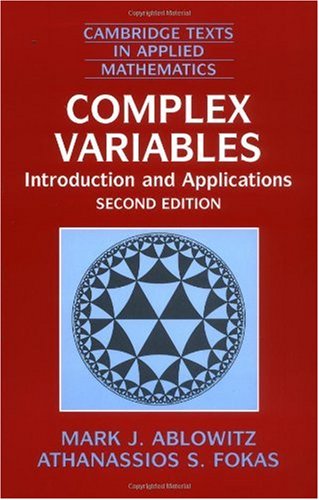 CAMBRIDGE TEXTS
IN APPLIED
MATHEMATICS
COMPLEX
VARIABLES
Introduction and Applications
SECOND EDITION
MARK J. ABLOWITZ
ATHANASSIOS S. FOKAS